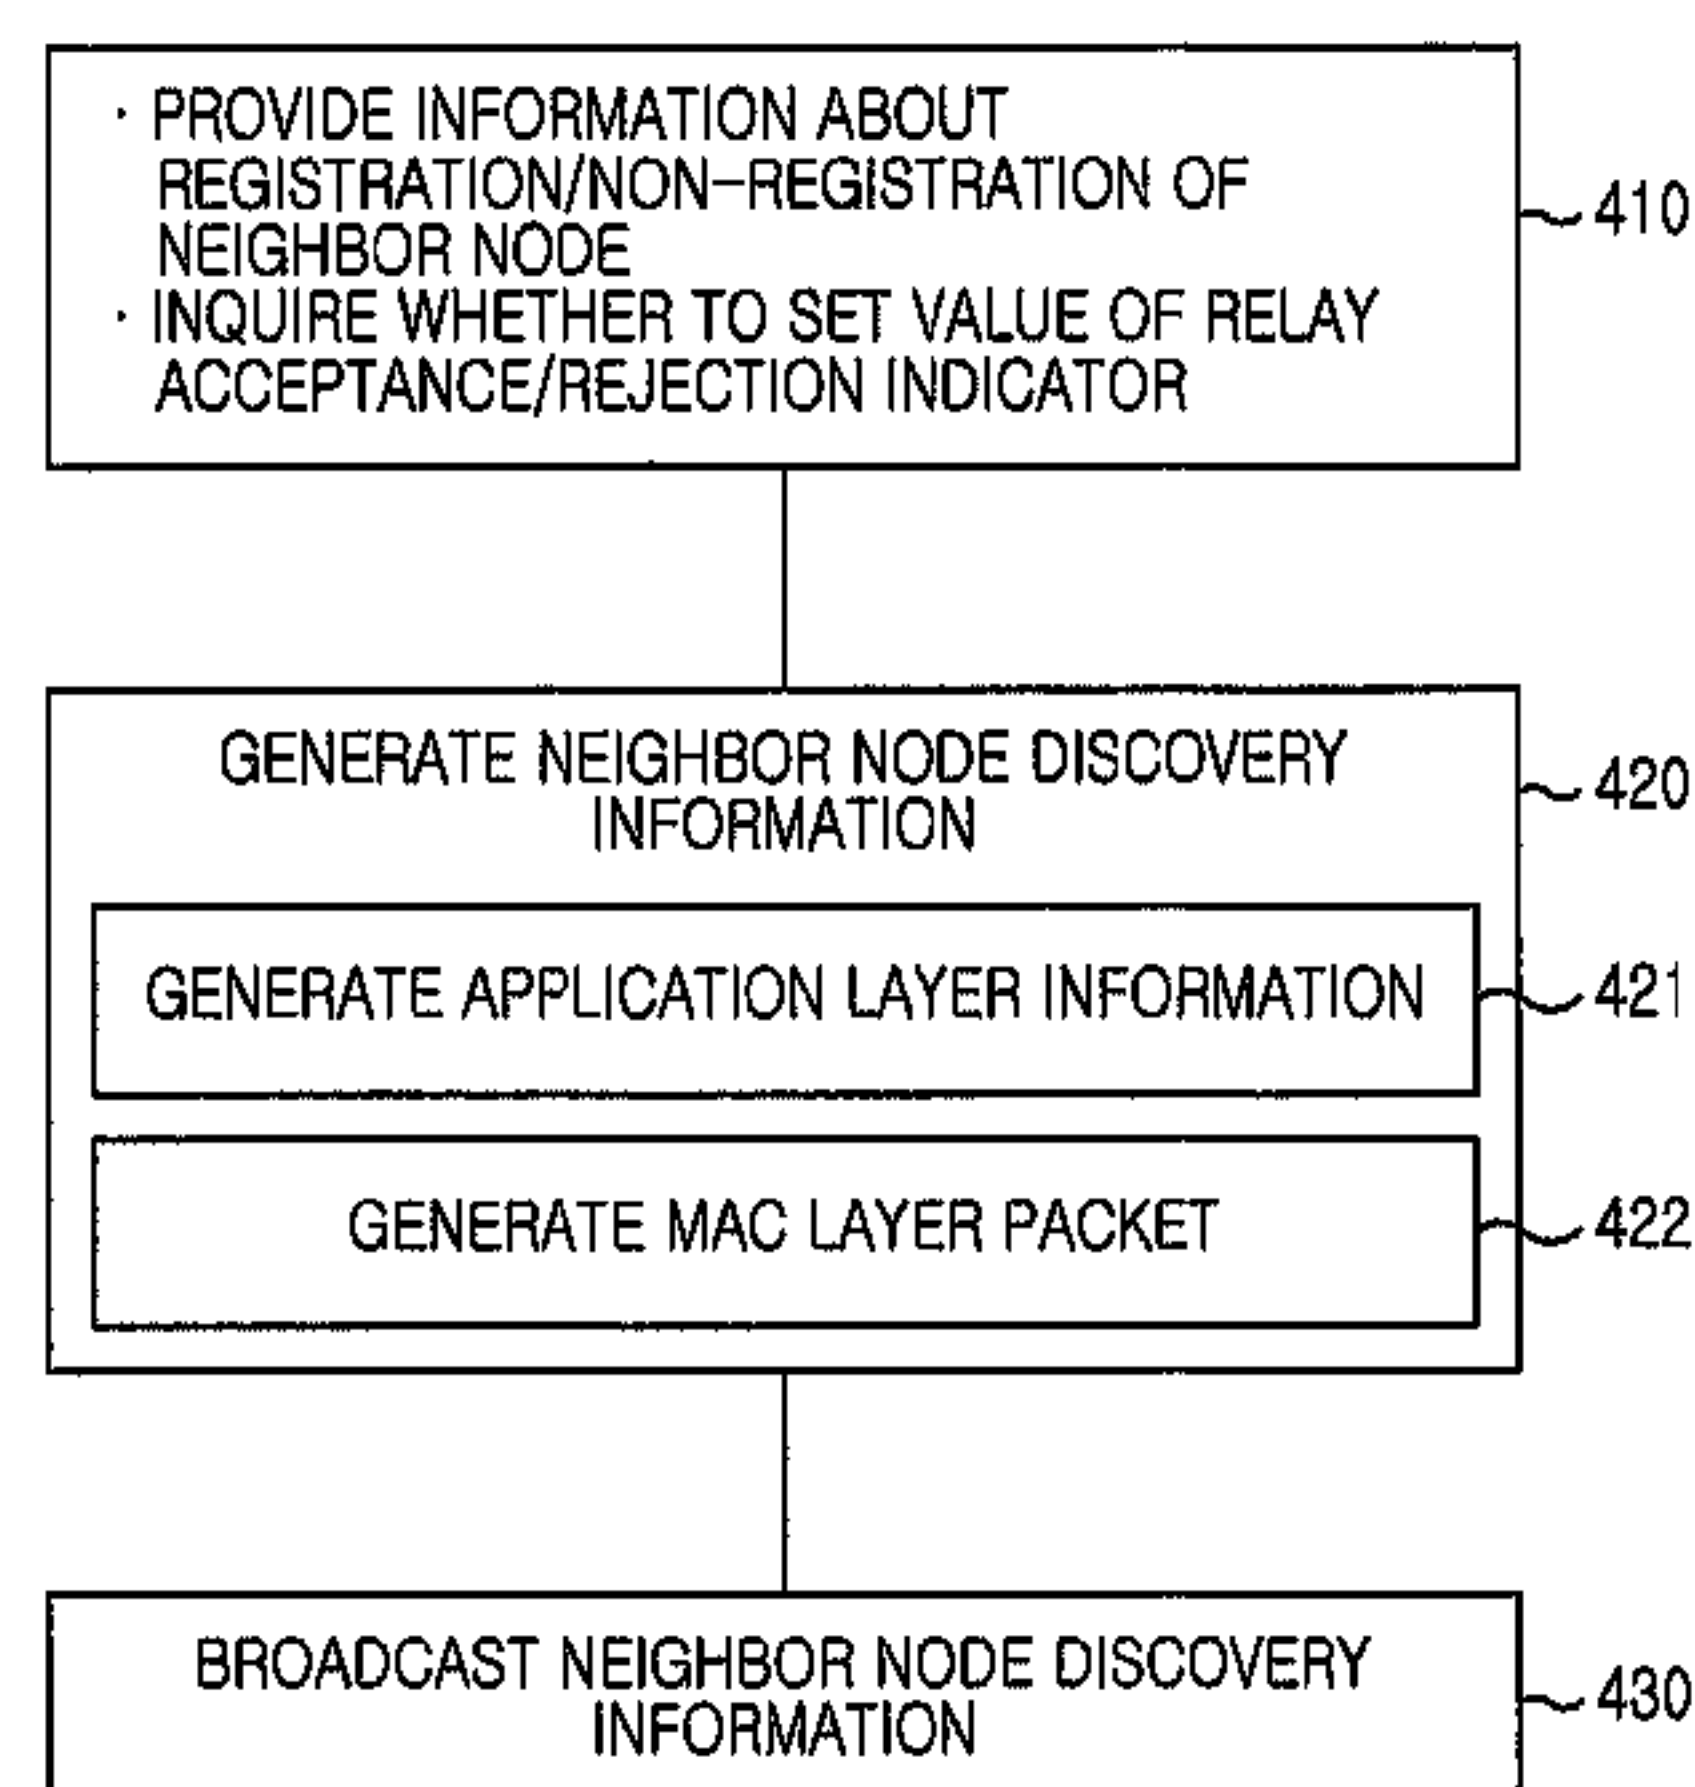 · PROVIDE INFORMATION ABOUT
REGISTRATION/NON-REGISTRATION OF
NEIGHBOR NODE
· INQUIRE WHETHER TO SET VALUE OF RELAY
ACCEPTANCE/REJECTION INDICATOR
410
GENERATE NEIGHBOR NODE DISCOVERY
INFORMATION
420
GENERATE APPLICATION LAYER INFORMATION
421
GENERATE MAC LAYER PACKET
422
BROADCAST NEIGHBOR NODE DISCOVERY
INFORMATION
430